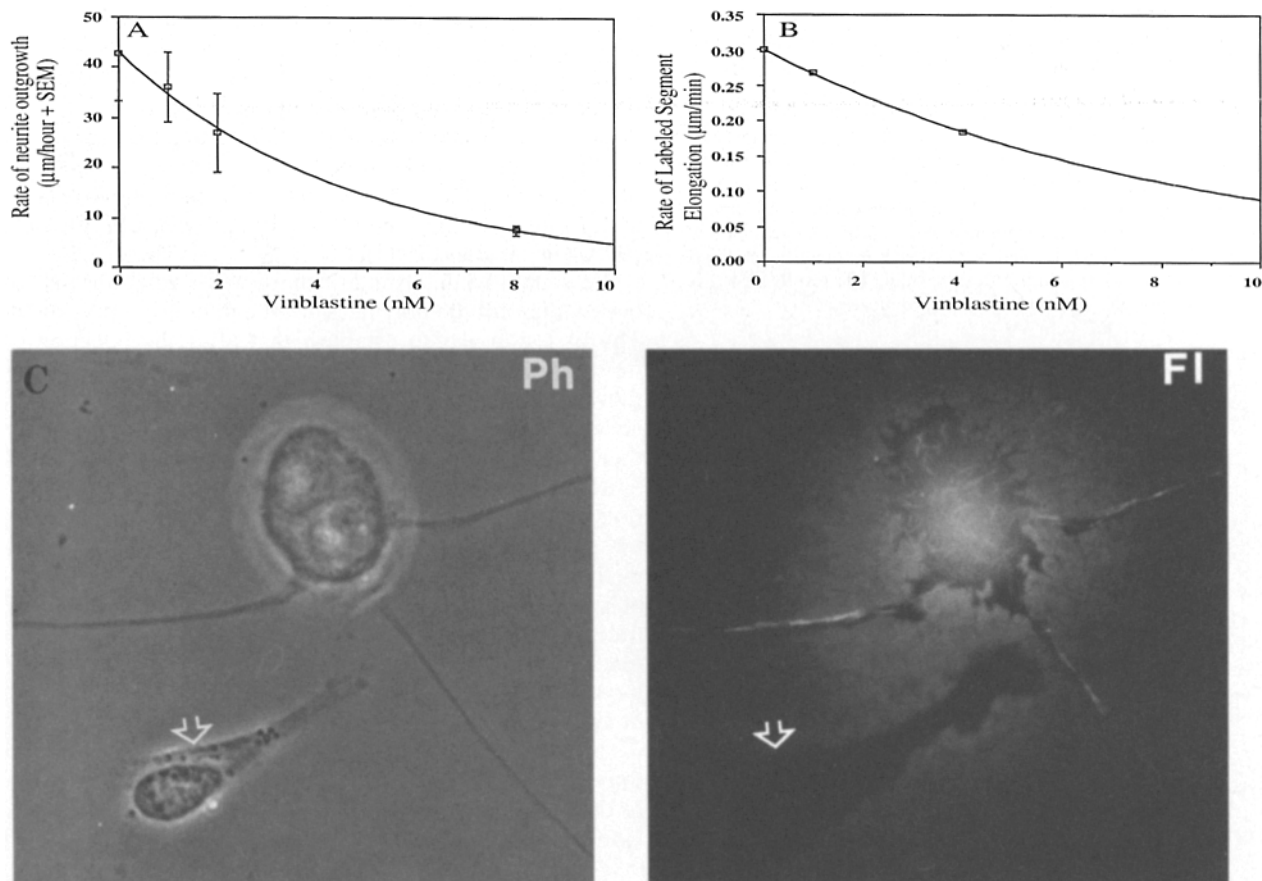 A
Rate of neurite outgrowth
(μm/hour + SEM)
50
40
30
20
10
0
0 2 4 6 8 10
Vinblastine (nM)
B
Rate of Labeled Segment
Elongation (μm/min)
0.35
0.30
0.25
0.20
0.15
0.10
0.05
0.00
0 2 4 6 8 10
Vinblastine (nM)
C
Ph
Fl